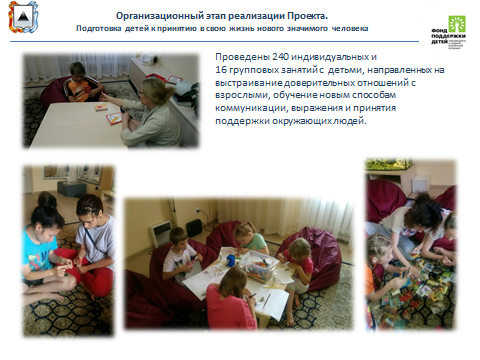 Организационный этап реализации Проекта.
Подготовка детей к принятию в свою жизнь нового значимого человека
ФОНД
ПОДДЕРЖКИ
ДЕТЕЙ
Проведены 240 индивидуальных и
16 групповых занятий с детьми, направленных на
выстраивание доверительных отношений с
взрослыми, обучение новым способам
коммуникации, выражения и принятия
поддержки окружающих людей.